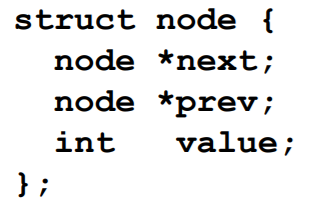 struct node {
  node *next;
  node *prev;
  int   value;
};